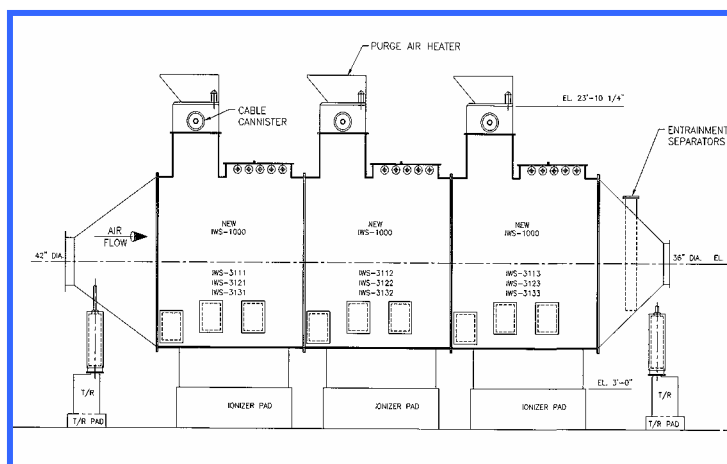 PURGE AIR HEATER
EL. 23'-10 1/4"
CABLE
CANNISTER
ENTRAINMENT
SEPARATORS
NEW
IWS-1000
NEW
IWS-1000
NEW
IWS-1000
AIR
FLOW
42" DIA.
36" DIA.
EL
IWS-3111
IWS-3121
IWS-3131
IWS-3112
IWS-3122
IWS-3132
IWS-3113
IWS-3123
IWS-3133
EL. 3'-0"
T/R
T/R
IONIZER PAD
IONIZER PAD
IONIZER PAD
T/R PAD
T/R PAD